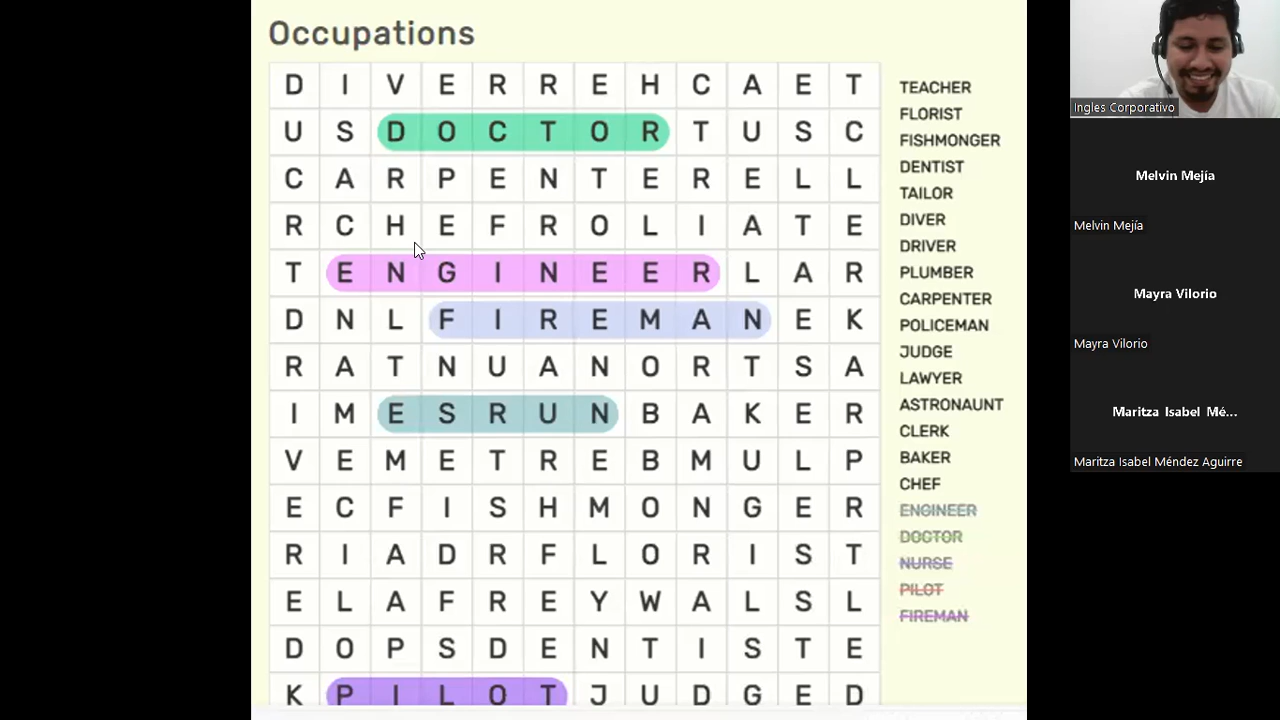 Occupations
D I V E R R E H C A E T
U S D O C T O R T U S C
C A R P E N T E R E L L
R C H E F R O L I A T E
T E N G I N E E R L A R
D N L F I R E M A N E K
R A T N U A N O R T S A
I M E S R U N B A K E R
V E M E T R E B M U L P
E C F I S H M O N G E R
R I A D R F L O R I S T
E L A F R E Y W A L S L
D O P S D E N T I S T E
K P I L O T J U D G E D
TEACHER
FLORIST
FISHMONGER
DENTIST
TAILOR
DIVER
DRIVER
PLUMBER
CARPENTER
POLICEMAN
JUDGE
LAWYER
ASTRONAUNT
CLERK
BAKER
CHEF
ENGINEER
DOCTOR
NURSE
PILOT
FIREMAN
Ingles Corporativo
Melvin Mejía
Melvin Mejía
Mayra Vilorio
Mayra Vilorio
Maritza Isabel Mé...
Maritza Isabel Méndez Aguirre